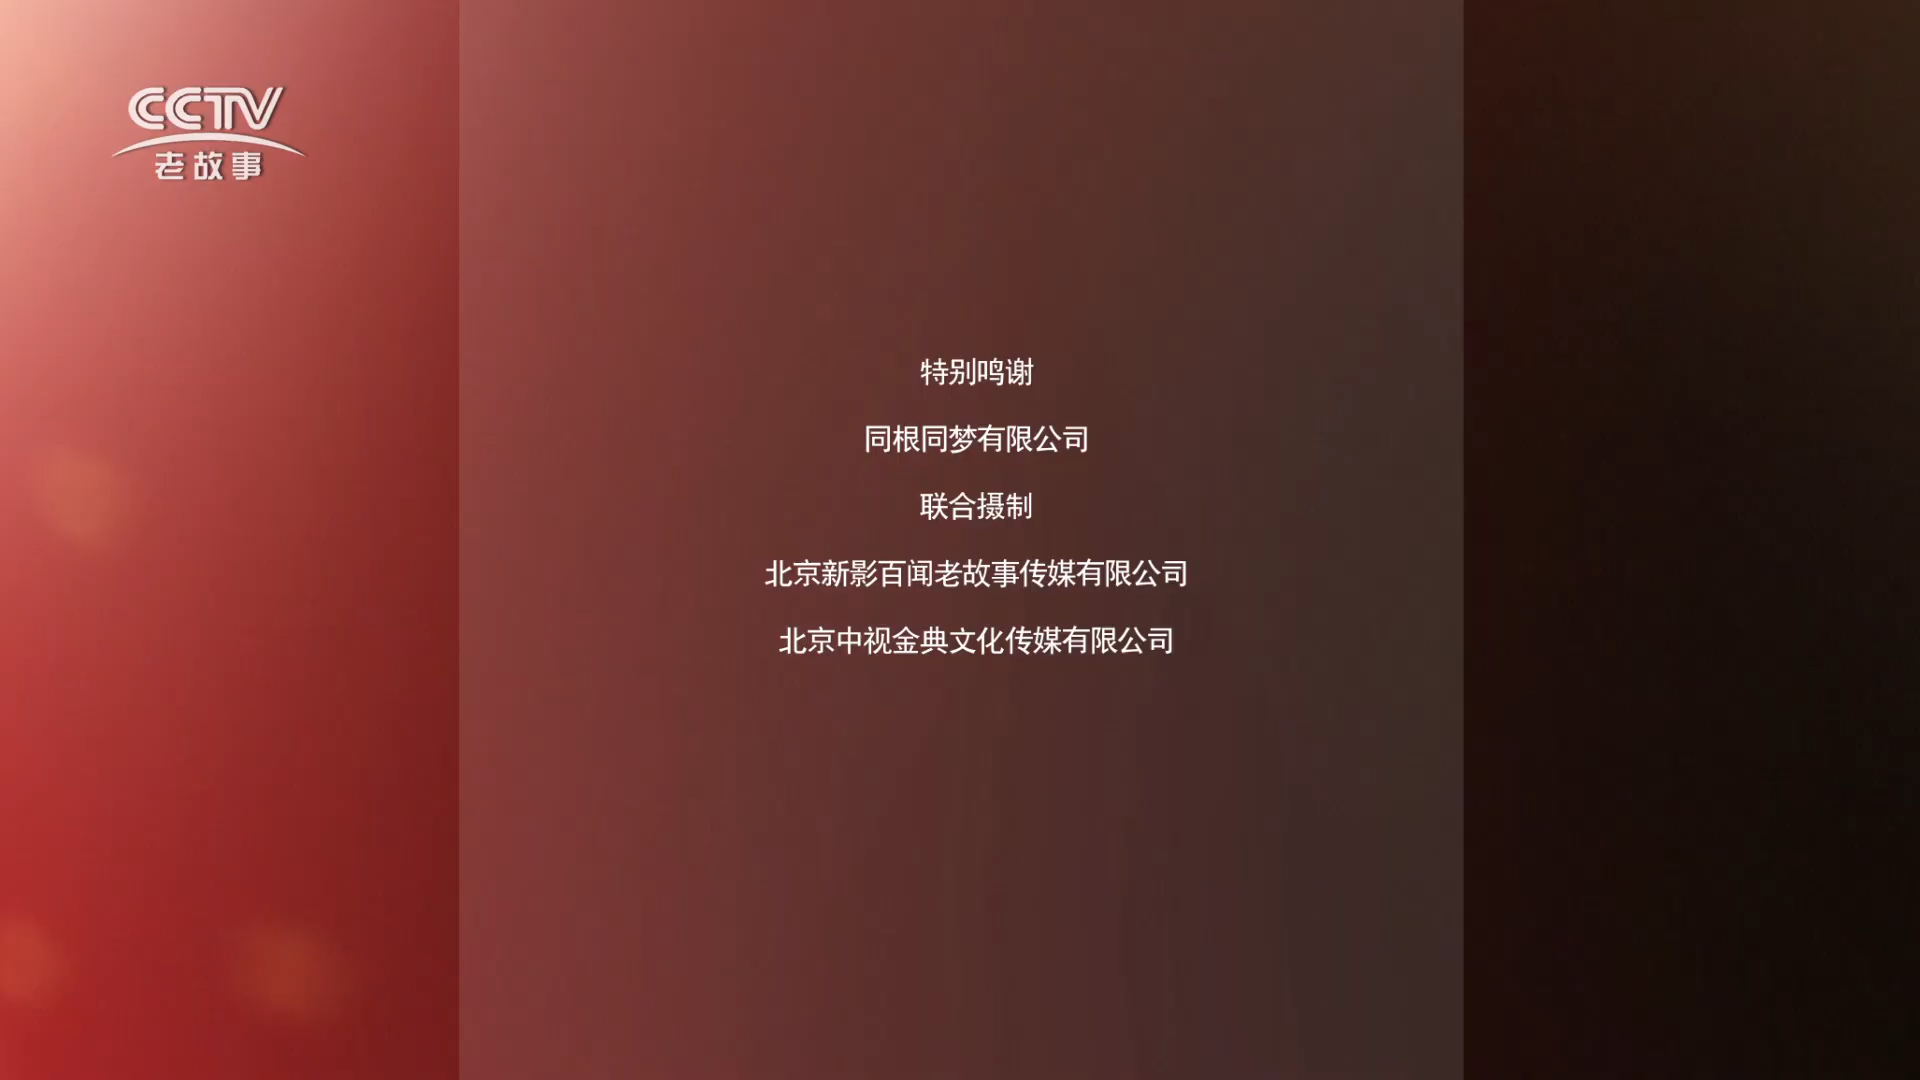 CCTV
老故事
特别鸣谢
同根同梦有限公司
联合摄制
北京新影百闻老故事传媒有限公司
北京中视金典文化传媒有限公司